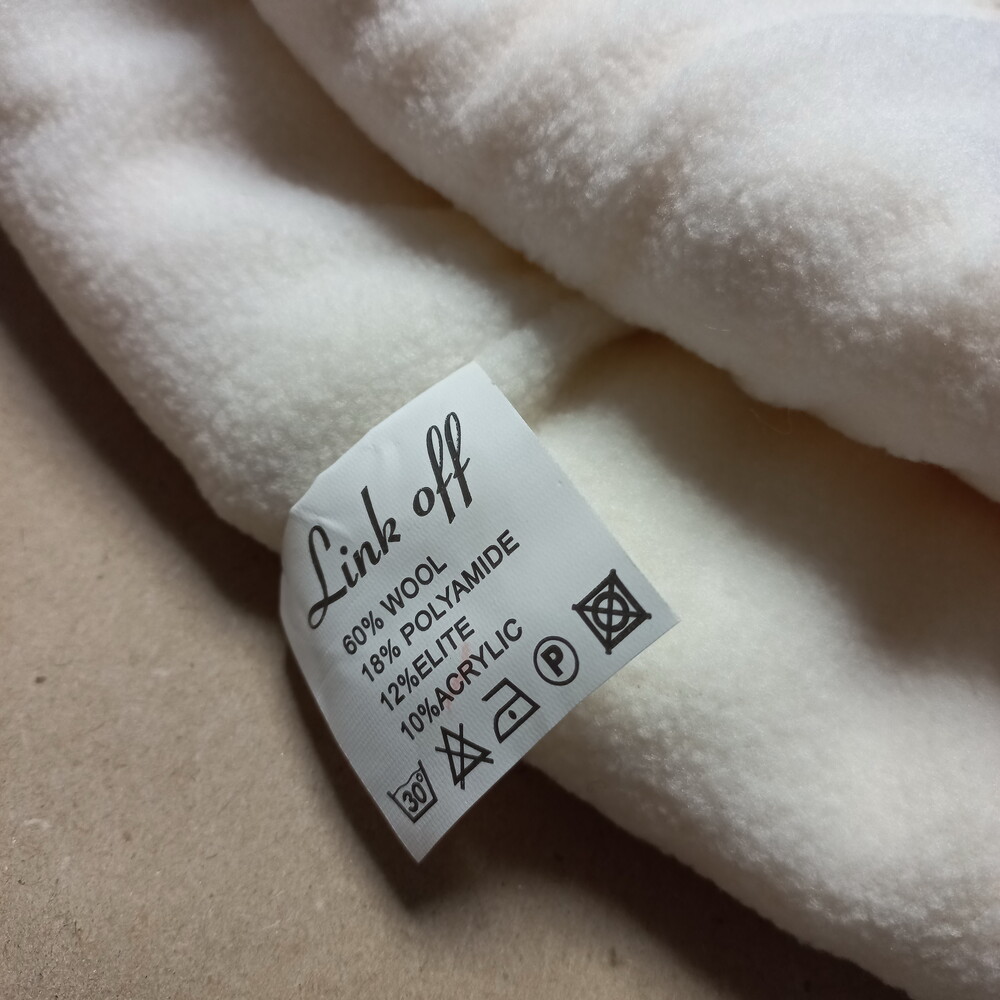 Link off
60% WOOL
18% POLYAMIDE
12%ELITE
10%ACRYLIC
30° P